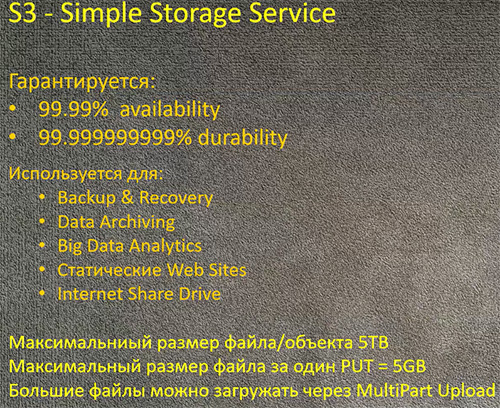 S3 - Simple Storage Service
Гарантируется:
• 99.99% availability
• 99.999999999% durability
Используется для:
• Backup & Recovery
• Data Archiving
• Big Data Analytics
• Статические Web Sites
• Internet Share Drive
Максимальниый размер файла/объекта 5TB
Максимальный размер файла за один PUT = 5GB
Большие файлы можно загружать через MultiPart Upload